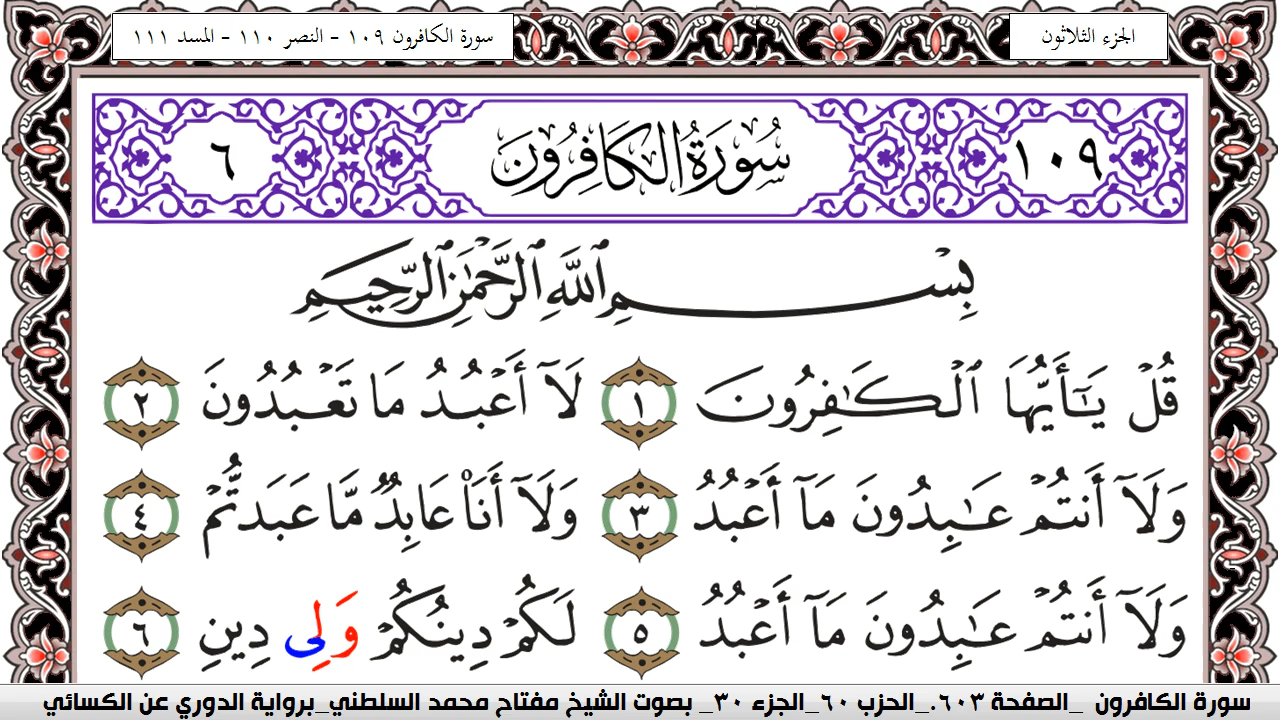 الجزء الثلاثون
سورة الكافرون ١٠٩ - النصر ١١٠ - المسد ١١١
١٠٩ سُورَةُ الكَافِرُونَ ٦
بِسْمِ ٱللَّهِ ٱلرَّحْمَٰنِ ٱلرَّحِيمِ
قُلْ يَٰٓأَيُّهَا ٱلْكَٰفِرُونَ ١ لَآ أَعْبُدُ مَا تَعْبُدُونَ ٢
وَلَآ أَنتُمْ عَٰبِدُونَ مَآ أَعْبُدُ ٣ وَلَآ أَنَا۠ عَابِدٌ مَّا عَبَدتُّمْ ٤
وَلَآ أَنتُمْ عَٰبِدُونَ مَآ أَعْبُدُ ٥ لَكُمْ دِينُكُمْ وَلِى دِينِ ٦
سورة الكافرون _الصفحة ٦٠٣._الحزب ٦٠_الجزء ٣٠_ بصوت الشيخ مفتاح محمد السلطني_برواية الدوري عن الكسائي